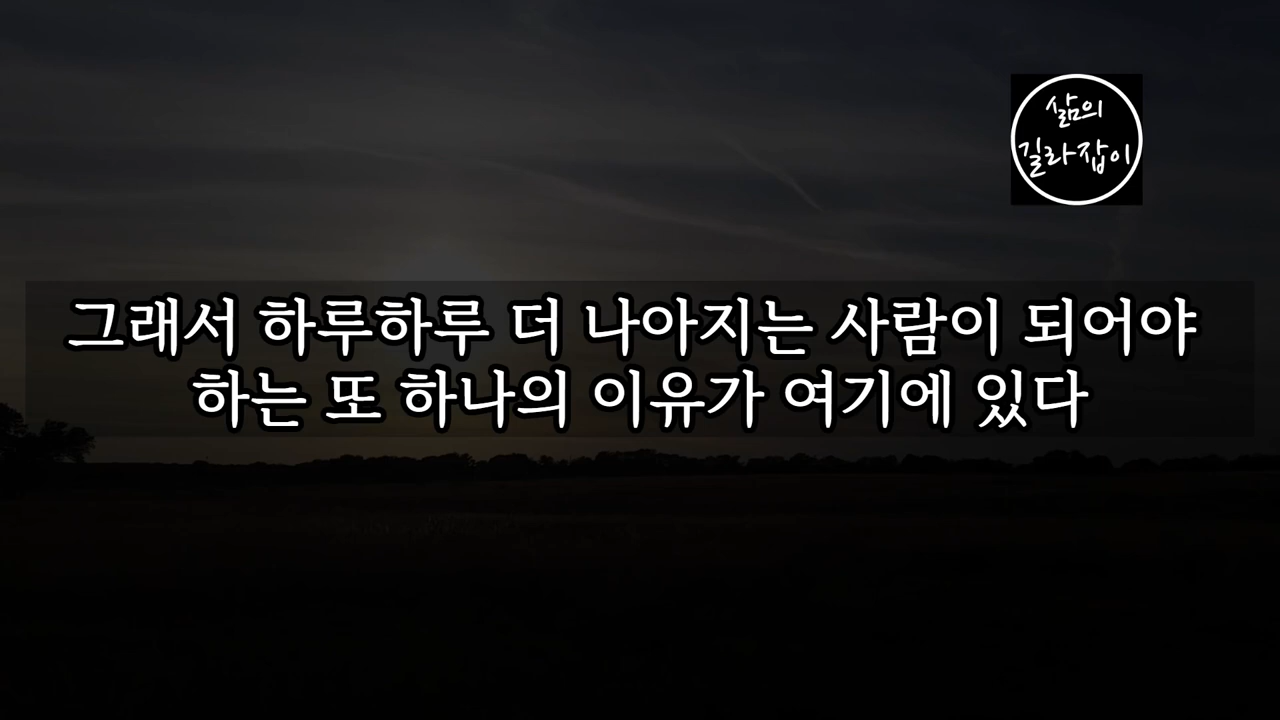 삶의
길라잡이
그래서 하루하루 더 나아지는 사람이 되어야
하는 또 하나의 이유가 여기에 있다